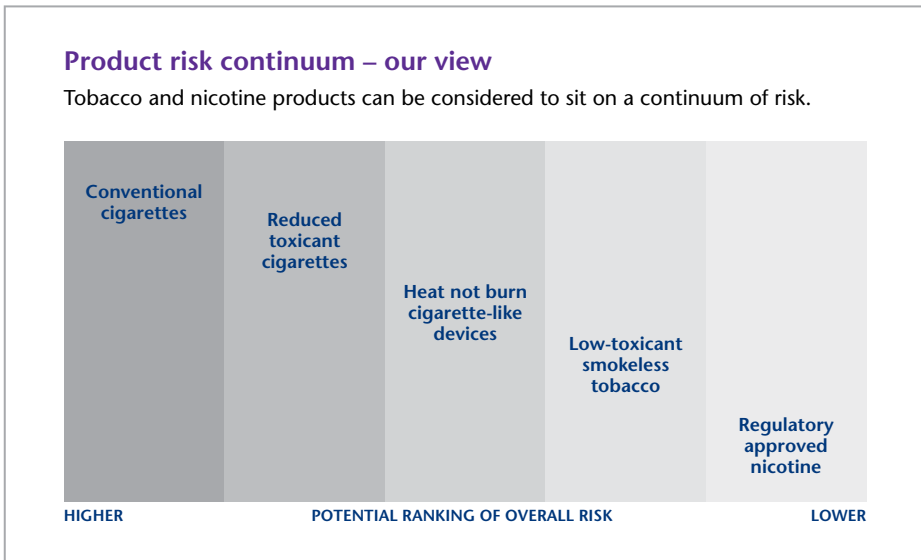 Product risk continuum – our view
Tobacco and nicotine products can be considered to sit on a continuum of risk.
Conventional
cigarettes
Reduced
toxicant
cigarettes
Heat not burn
cigarette-like
devices
Low-toxicant
smokeless
tobacco
Regulatory
approved
nicotine
HIGHER
POTENTIAL RANKING OF OVERALL RISK
LOWER